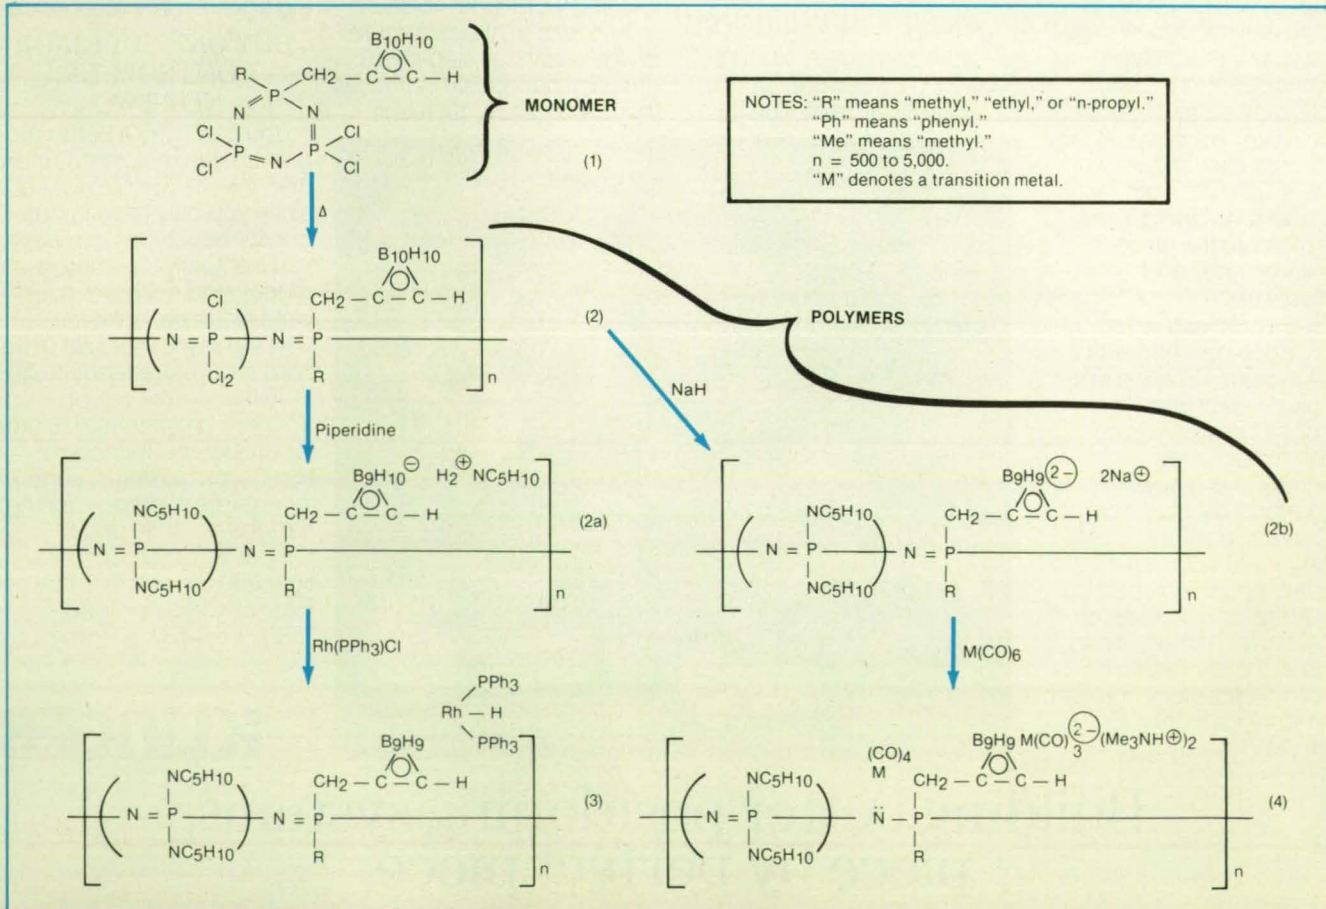 B10H10
R CH2 — C — C — H
P
N N
Cl Cl
P P
Cl N Cl
MONOMER
(1)
NOTES: “R” means “methyl,” “ethyl,” or “n-propyl.”
“Ph” means “phenyl.”
“Me” means “methyl.”
n = 500 to 5,000.
“M” denotes a transition metal.
Δ
B10H10
Cl CH2 — C — C — H
N = P N = P
Cl2 R
n
(2)
POLYMERS
Piperidine
NaH
B9H10⊖ H2⊕NC5H10
NC5H10 CH2 — C — C — H
N = P N = P
NC5H10 R
n
(2a)
B9H9 2− 2Na⊕
NC5H10 CH2 — C — C — H
N = P N = P
NC5H10 R
n
(2b)
Rh(PPh3)Cl
M(CO)6
PPh3
Rh — H
PPh3
B9H9
NC5H10 CH2 — C — C — H
N = P N = P
NC5H10 R
n
(3)
(CO)4 B9H9 M(CO)3 2− (Me3NH⊕)2
M
NC5H10 CH2 — C — C — H
N = P N̈ — P
NC5H10 R
n
(4)